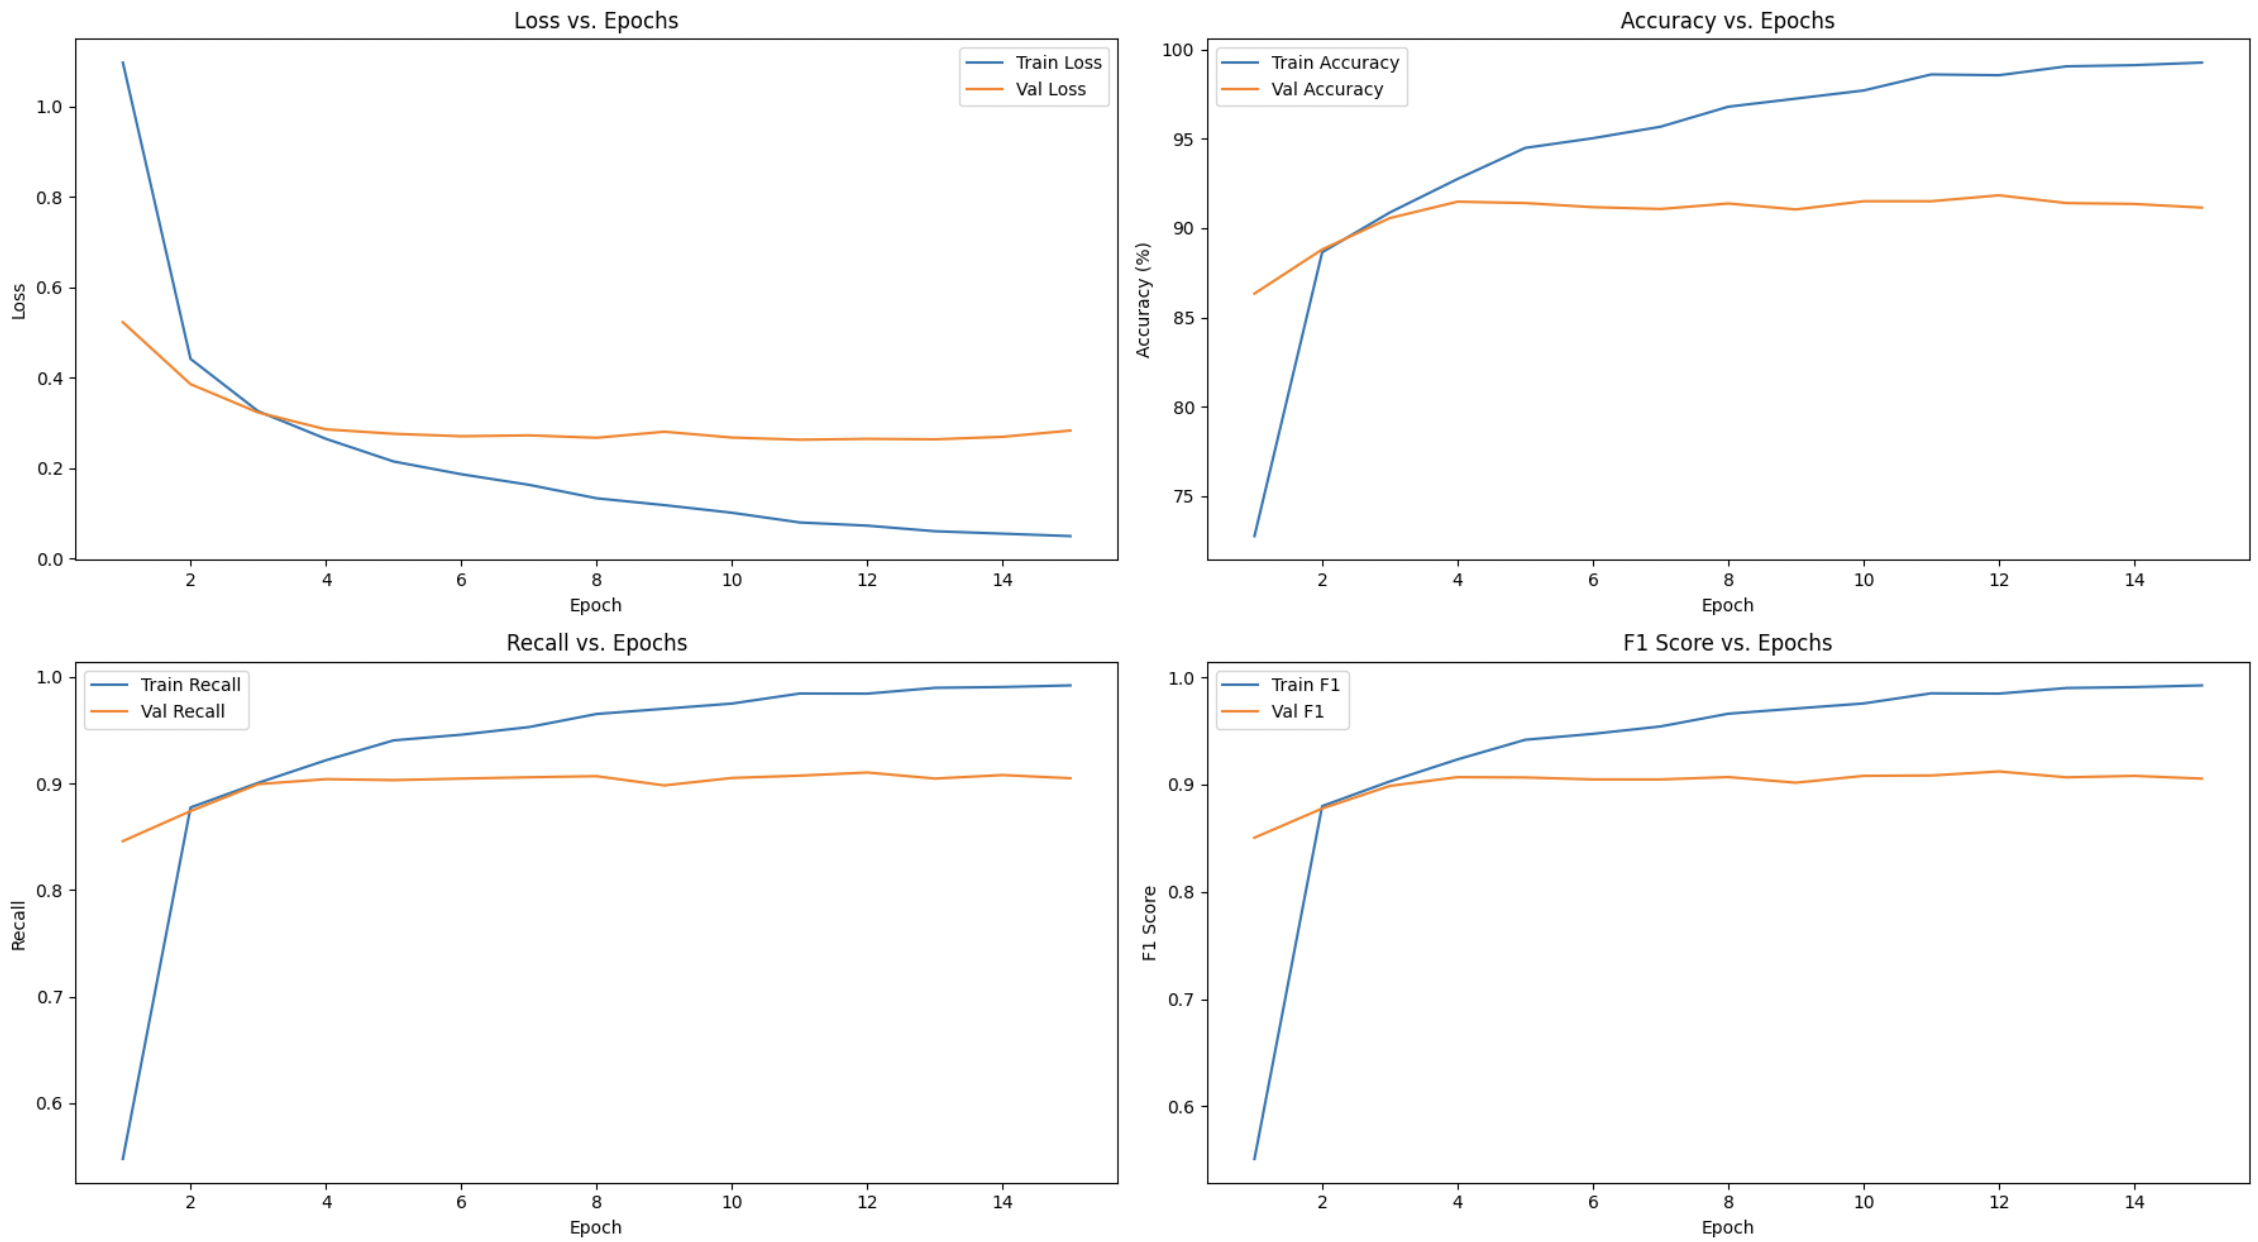 Loss vs. Epochs
Train Loss
Val Loss
1.0
0.8
0.6
0.4
0.2
0.0
Loss
2 4 6 8 10 12 14
Epoch
Accuracy vs. Epochs
Train Accuracy
Val Accuracy
100
95
90
85
80
75
Accuracy (%)
2 4 6 8 10 12 14
Epoch
Recall vs. Epochs
Train Recall
Val Recall
1.0
0.9
0.8
0.7
0.6
Recall
2 4 6 8 10 12 14
Epoch
F1 Score vs. Epochs
Train F1
Val F1
1.0
0.9
0.8
0.7
0.6
F1 Score
2 4 6 8 10 12 14
Epoch